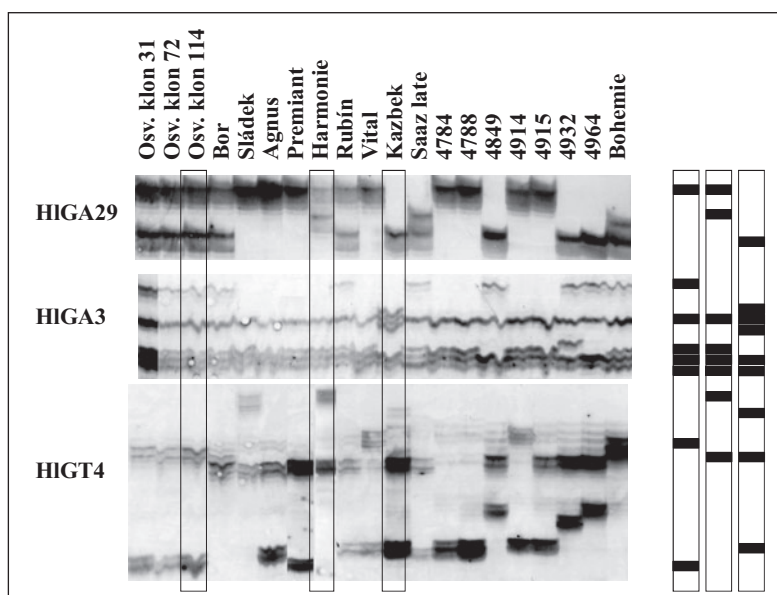 Osv. klon 31
Osv. klon 72
Osv. klon 114
Bor
Sládek
Agnus
Premiant
Harmonie
Rubín
Vital
Kazbek
Saaz late
4784
4788
4849
4914
4915
4932
4964
Bohemie
HlGA29
HlGA3
HlGT4